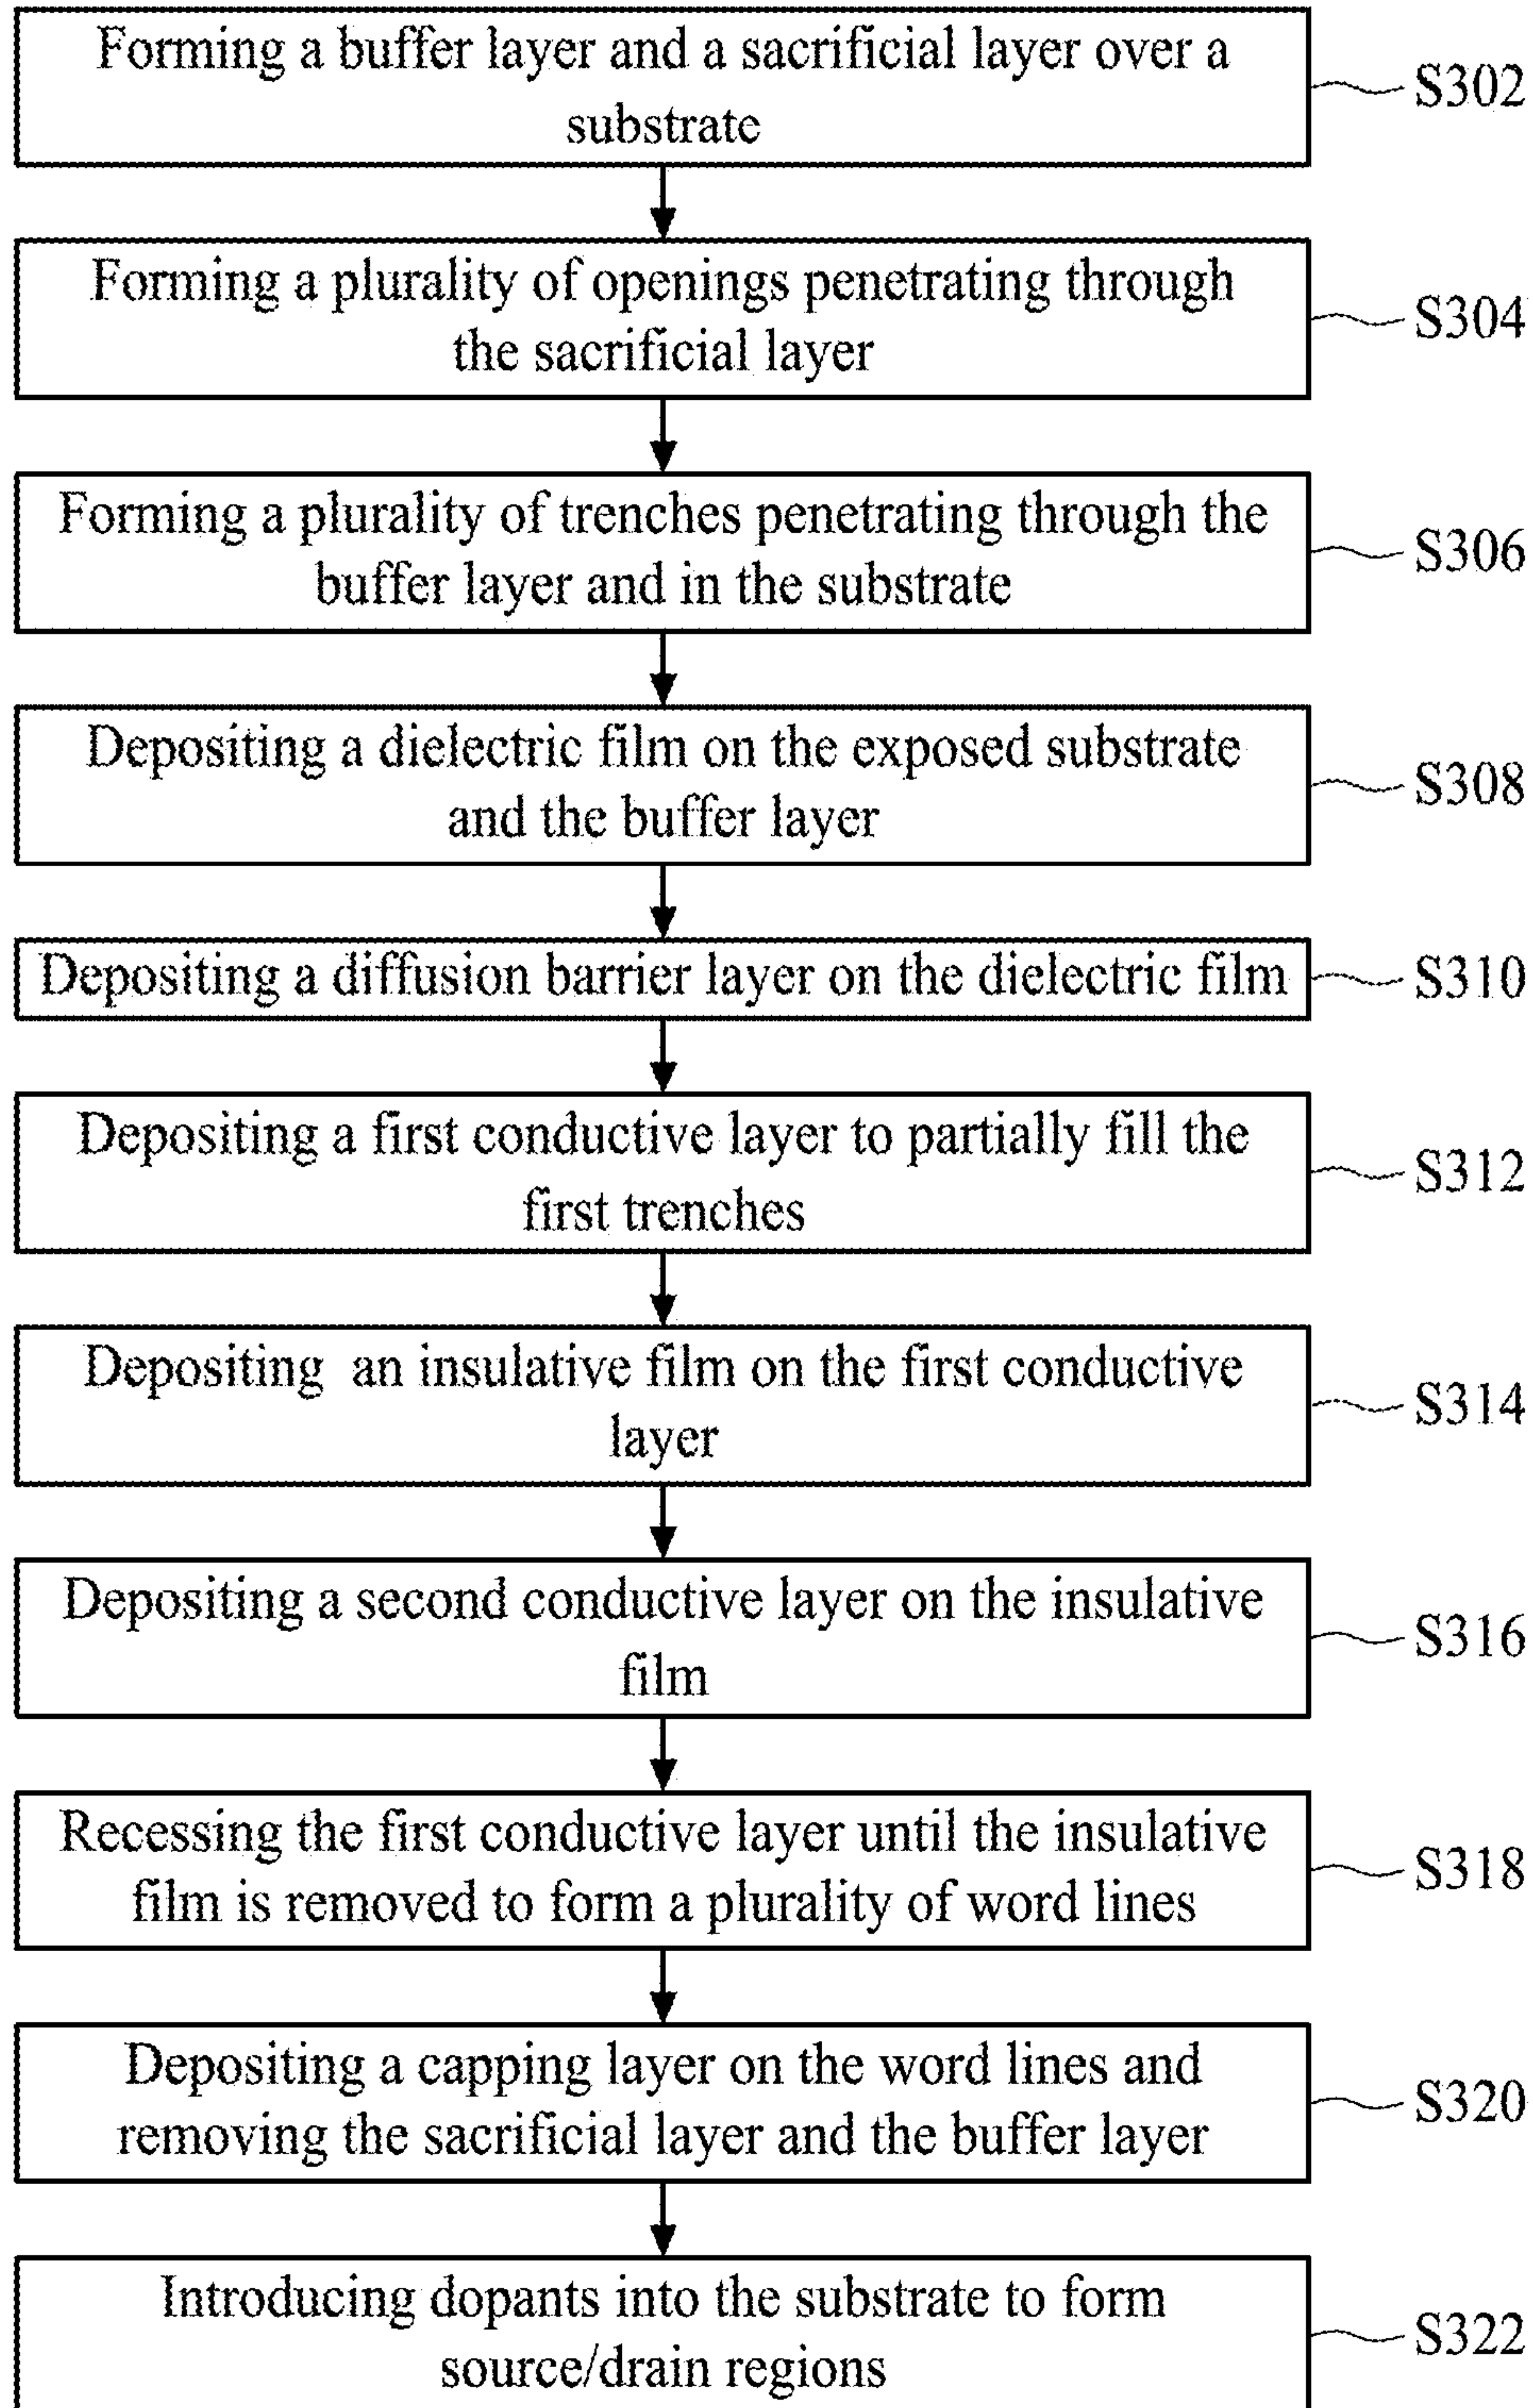 Forming a buffer layer and a sacrificial layer over a
substrate
S302
Forming a plurality of openings penetrating through
the sacrificial layer
S304
Forming a plurality of trenches penetrating through the
buffer layer and in the substrate
S306
Depositing a dielectric film on the exposed substrate
and the buffer layer
S308
Depositing a diffusion barrier layer on the dielectric film
S310
Depositing a first conductive layer to partially fill the
first trenches
S312
Depositing an insulative film on the first conductive
layer
S314
Depositing a second conductive layer on the insulative
film
S316
Recessing the first conductive layer until the insulative
film is removed to form a plurality of word lines
S318
Depositing a capping layer on the word lines and
removing the sacrificial layer and the buffer layer
S320
Introducing dopants into the substrate to form
source/drain regions
S322